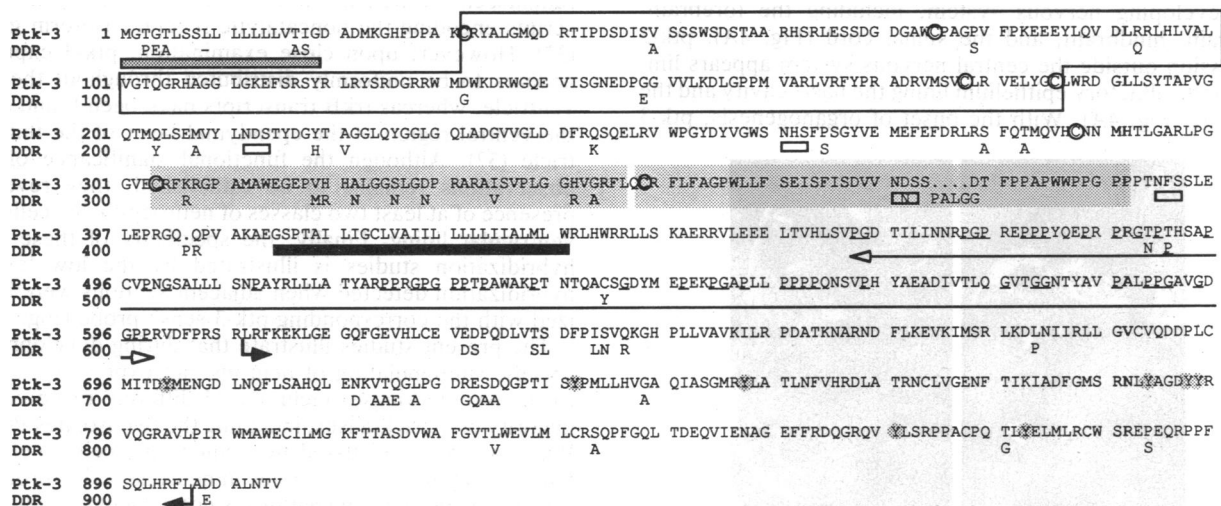 Ptk-3 1 MGTGTLSSLL LLLLLVTIGD ADMKGHFDPA KCRYALGMQD RTIPDSDISV SSSWSDSTAA RHSRLESSDG DGAWCPAGPV FPKEEEYLQV DLRRLHLVAL
DDR PEA - AS A S Q
Ptk-3 101 VGTQGRHAGG LGKEFSRSYR LRYSRDGRRW MDWKDRWGQE VISGNEDPGG VVLKDLGPPM VARLVRFYPR ADRVMSVCLR VELYGCLWRD GLLSYTAPVG
DDR 100 G E
Ptk-3 201 QTMQLSEMVY LNDSTYDGYT AGGLQYGGLG QLADGVVGLD DFRQSQELRV WPGYDYVGWS NHSFPSGYVE MEFEFDRLRS FQTMQVHCNN MHTLGARLPG
DDR 200 Y A H V K S A A
Ptk-3 301 GVECRFKRGP AMAWEGEPVH HALGGSLGDP RARAISVPLG GHVGRFLQCR FLFAGPWLLF SEISFISDVV NDSS....DT FPPAPWWPPG PPPTNFSSLE
DDR 300 R MR N N N V R A N PALGG
Ptk-3 397 LEPRGQ.QPV AKAEGSPTAI LIGCLVAIIL LLLLIIALML WRLHWRRLLS KAERRVLEEE LTVHLSVPGD TILINNRPGP REPPPYQEPR PRGTPTHSAP
DDR 400 PR N P
Ptk-3 496 CVPNGSALLL SNPAYRLLLA TYARPPRGPG PPTPAWAKPT NTQACSGDYM EPEKPGAPLL PPPPQNSVPH YAEADIVTLQ GVTGGNTYAV PALPPGAVGD
DDR 500 Y
Ptk-3 596 GPPRVDFPRS RLRFKEKLGE GQFGEVHLCE VEDPQDLVTS DFPISVQKGH PLLVAVKILR PDATKNARND FLKEVKIMSR LKDLNIIRLL GVCVQDDPLC
DDR 600 DS SL LN R P
Ptk-3 696 MITDYMENGD LNQFLSAHQL ENKVTQGLPG DRESDQGPTI SYPMLLHVGA QIASGMRYLA TLNFVHRDLA TRNCLVGENF TIKIADFGMS RNLYAGDYYR
DDR 700 D AAE A GQAA A
Ptk-3 796 VQGRAVLPIR WMAWECILMG KFTTASDVWA FGVTLWEVLM LCRSQPFGQL TDEQVIENAG EFFRDQGRQV YLSRPPACPQ TLYELMLRCW SREPEQRPPF
DDR 800 V A G S
Ptk-3 896 SQLHRFLADD ALNTV
DDR 900 E